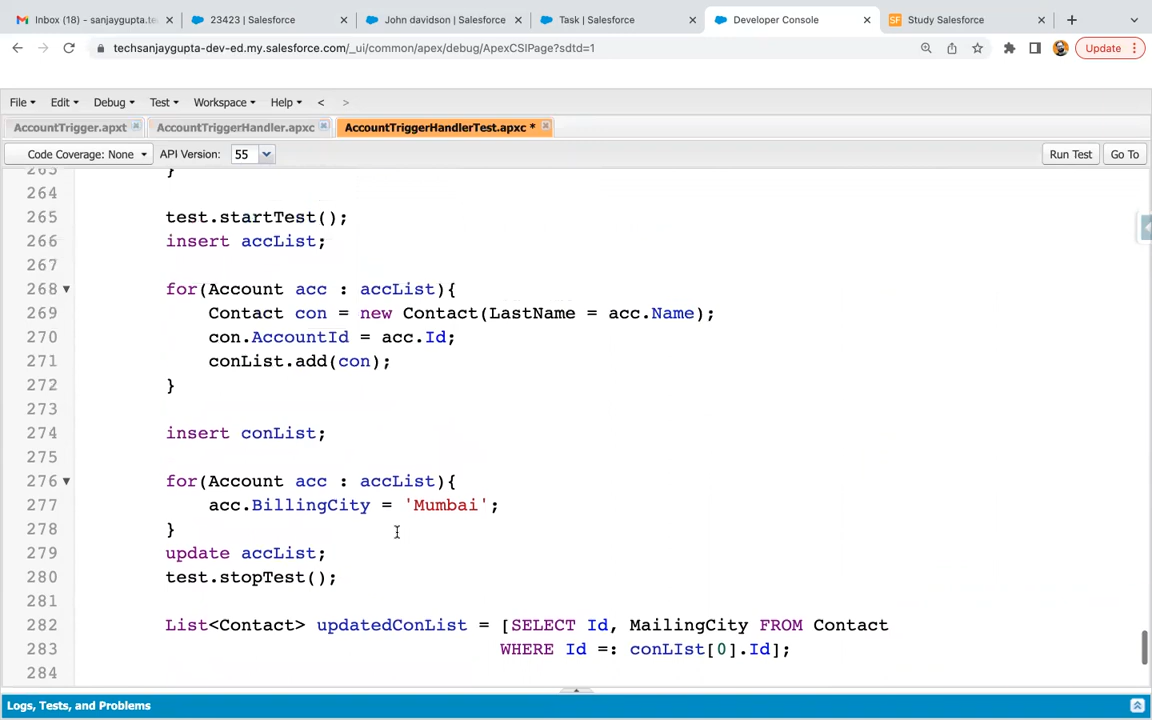 Inbox (18) - sanjaygupta.te
23423 | Salesforce
John davidson | Salesforce
Task | Salesforce
Developer Console
SF Study Salesforce
techsanjaygupta-dev-ed.my.salesforce.com/_ui/common/apex/debug/ApexCSIPage?sdtd=1
Update
File Edit Debug Test Workspace Help < >
AccountTrigger.apxt AccountTriggerHandler.apxc AccountTriggerHandlerTest.apxc *
Code Coverage: None API Version: 55 Run Test Go To
263 }
264
265 test.startTest();
266 insert accList;
267
268 for(Account acc : accList){
269 Contact con = new Contact(LastName = acc.Name);
270 con.AccountId = acc.Id;
271 conList.add(con);
272 }
273
274 insert conList;
275
276 for(Account acc : accList){
277 acc.BillingCity = 'Mumbai';
278 }
279 update accList;
280 test.stopTest();
281
282 List<Contact> updatedConList = [SELECT Id, MailingCity FROM Contact
283 WHERE Id =: conLIst[0].Id];
284
Logs, Tests, and Problems